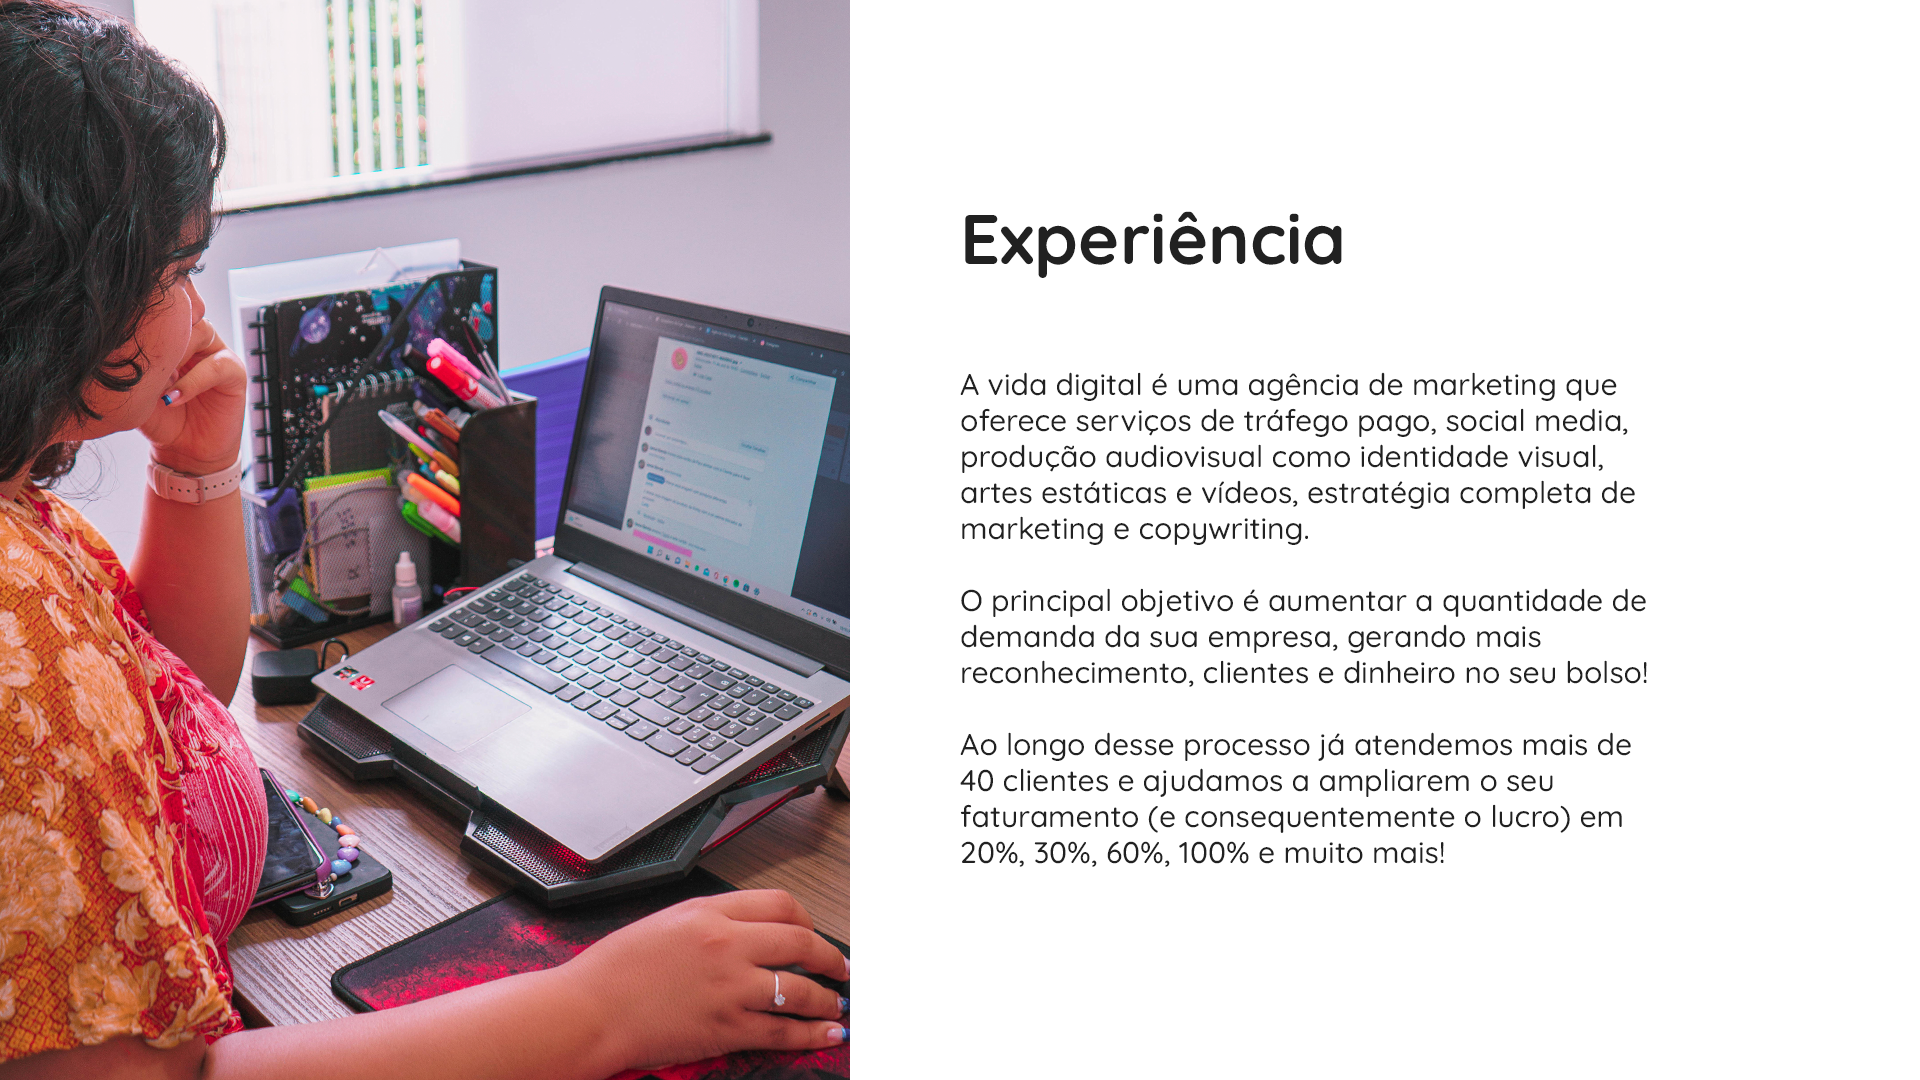 Experiência
A vida digital é uma agência de marketing que
oferece serviços de tráfego pago, social media,
produção audiovisual como identidade visual,
artes estáticas e vídeos, estratégia completa de
marketing e copywriting.
O principal objetivo é aumentar a quantidade de
demanda da sua empresa, gerando mais
reconhecimento, clientes e dinheiro no seu bolso!
Ao longo desse processo já atendemos mais de
40 clientes e ajudamos a ampliarem o seu
faturamento (e consequentemente o lucro) em
20%, 30%, 60%, 100% e muito mais!